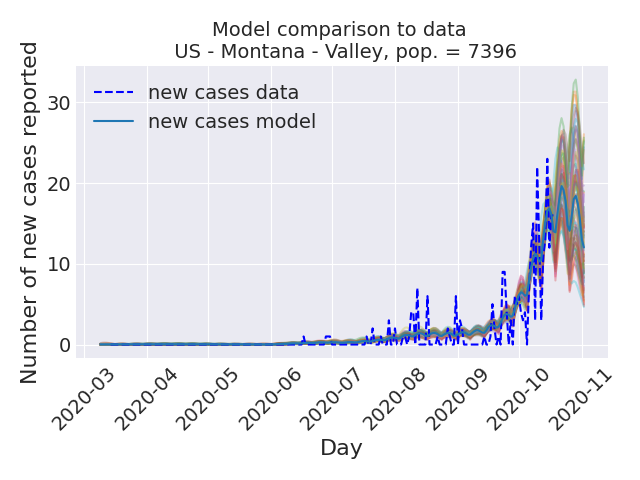 Model comparison to data
US - Montana - Valley, pop. = 7396
Number of new cases reported
30
20
10
0
new cases data
new cases model
2020-03
2020-04
2020-05
2020-06
2020-07
2020-08
2020-09
2020-10
2020-11
Day